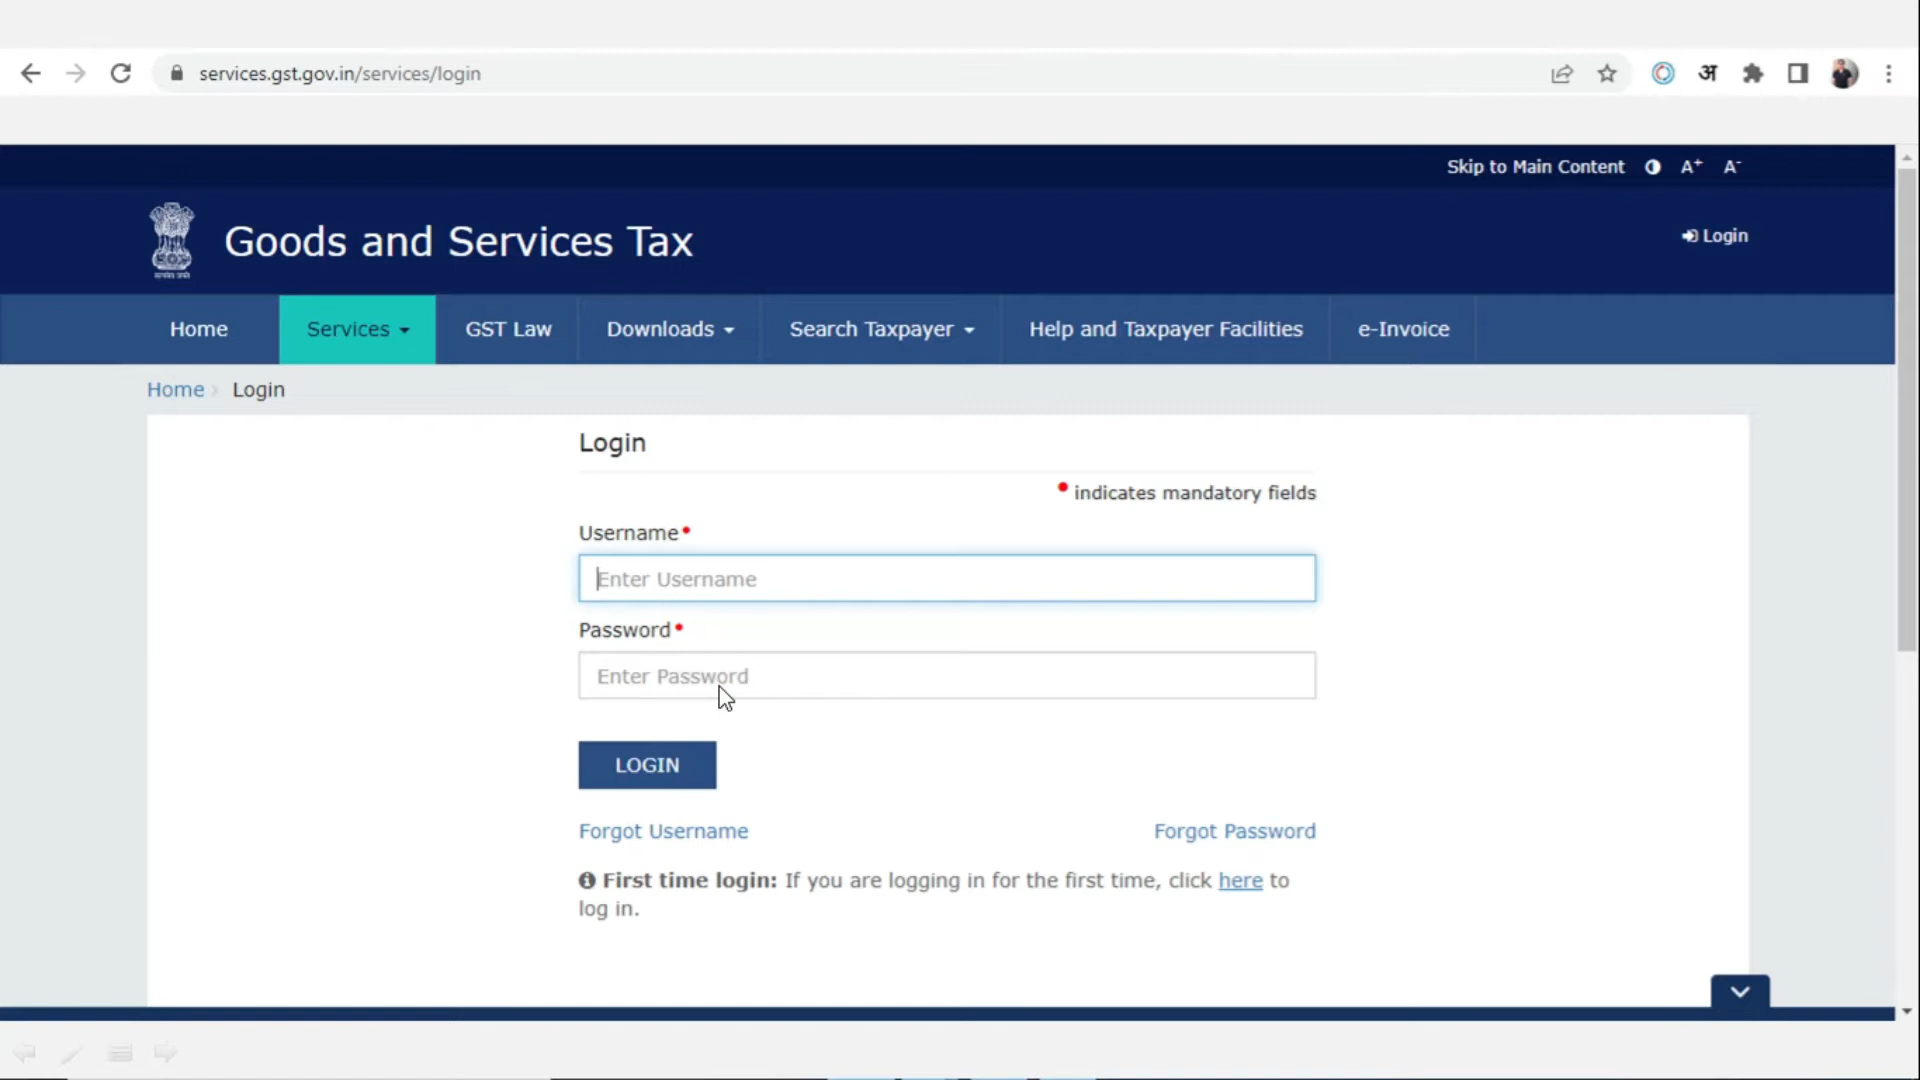 services.gst.gov.in/services/login
अ
Skip to Main Content A+ A-
Goods and Services Tax
Login
Home Services GST Law Downloads Search Taxpayer Help and Taxpayer Facilities e-Invoice
Home Login
Login
indicates mandatory fields
Username
Enter Username
Password
Enter Password
LOGIN
Forgot Username Forgot Password
First time login: If you are logging in for the first time, click here to
log in.